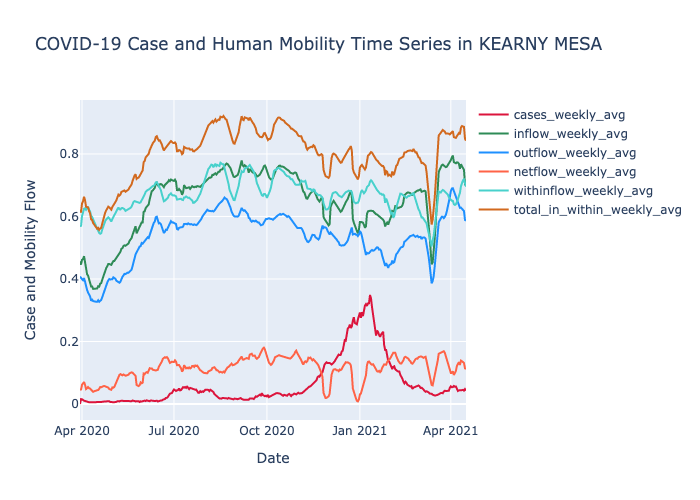 COVID-19 Case and Human Mobility Time Series in KEARNY MESA
cases_weekly_avg
inflow_weekly_avg
outflow_weekly_avg
netflow_weekly_avg
withinflow_weekly_avg
total_in_within_weekly_avg
Case and Mobility Flow
0.8
0.6
0.4
0.2
0
Apr 2020
Jul 2020
Oct 2020
Jan 2021
Apr 2021
Date